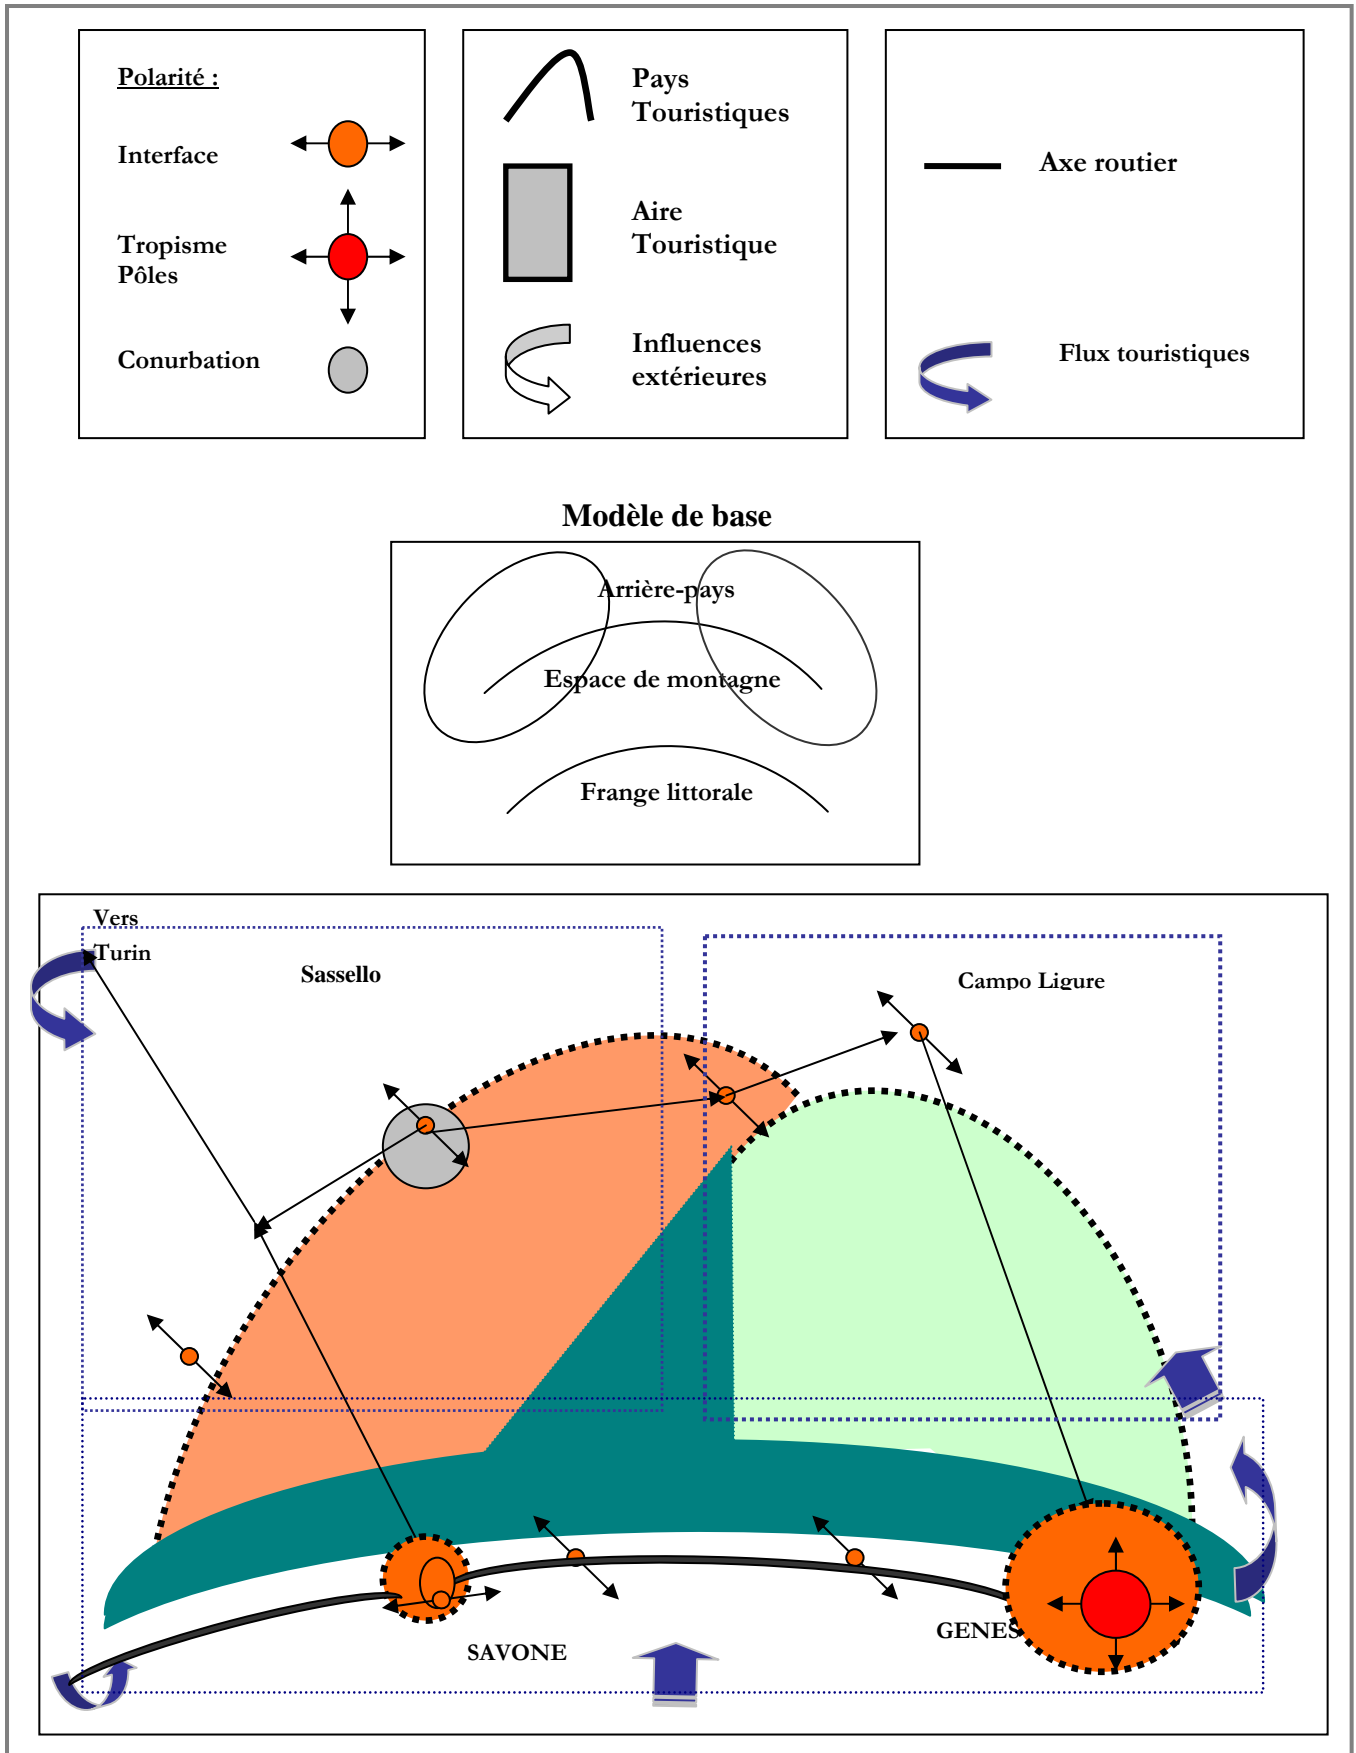 Polarité :
Interface
Tropisme
Pôles
Conurbation
Pays
Touristiques
Aire
Touristique
Influences
extérieures
Axe routier
Flux touristiques
Modèle de base
Arrière-pays
Espace de montagne
Frange littorale
Vers
Turin
Sassello
Campo Ligure
SAVONE
GENES